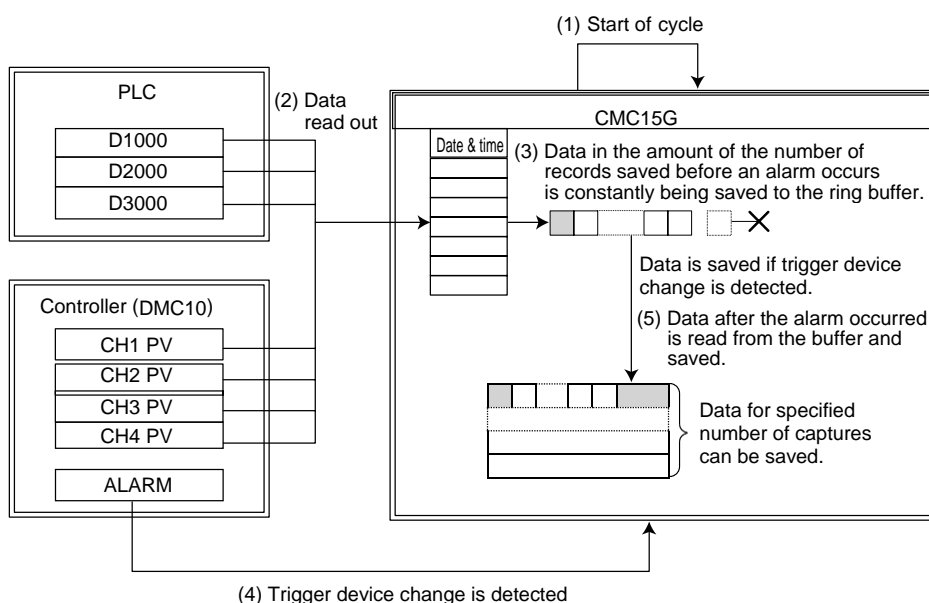 (1) Start of cycle
PLC
D1000
D2000
D3000
(2) Data
read out
CMC15G
Date & time
(3) Data in the amount of the number of
records saved before an alarm occurs
is constantly being saved to the ring buffer.
Data is saved if trigger device
change is detected.
(5) Data after the alarm occurred
is read from the buffer and
saved.
Data for specified
number of captures
can be saved.
Controller (DMC10)
CH1 PV
CH2 PV
CH3 PV
CH4 PV
ALARM
(4) Trigger device change is detected